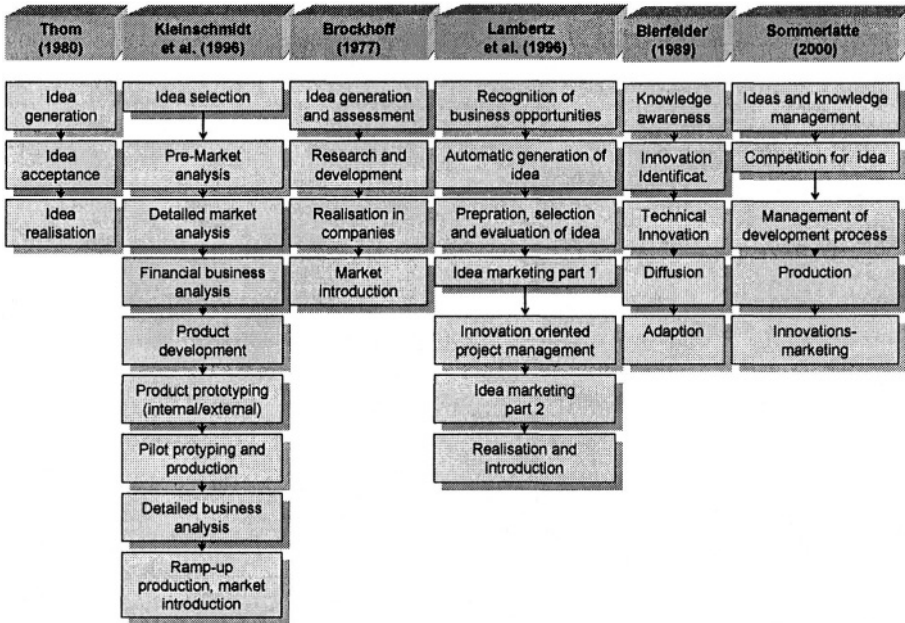 Thom
(1980)
Kleinschmidt
et al. (1996)
Brockhoff
(1977)
Lambertz
et al. (1996)
Blerfelder
(1989)
Sommerlatte
(2000)
Idea
generation
Idea
acceptance
Idea
realisation
Idea selection
Pre-Market
analysis
Detailed market
analysis
Financial business
analysis
Product
development
Product prototyping
(internal/external)
Pilot protyping and
production
Detailed business
analysis
Ramp-up
production, market
introduction
Idea generation
and assessment
Research and
development
Realisation in
companies
Market
introduction
Recognition of
business opportunities
Automatic generation of
idea
Prepration, selection
and evaluation of idea
Idea marketing part 1
Innovation oriented
project management
Idea marketing
part 2
Realisation and
introduction
Knowledge
awareness
Innovation
Identificat.
Technical
Innovation
Diffusion
Adaption
Ideas and knowledge
management
Competition for idea
Management of
development process
Production
Innovations-
marketing